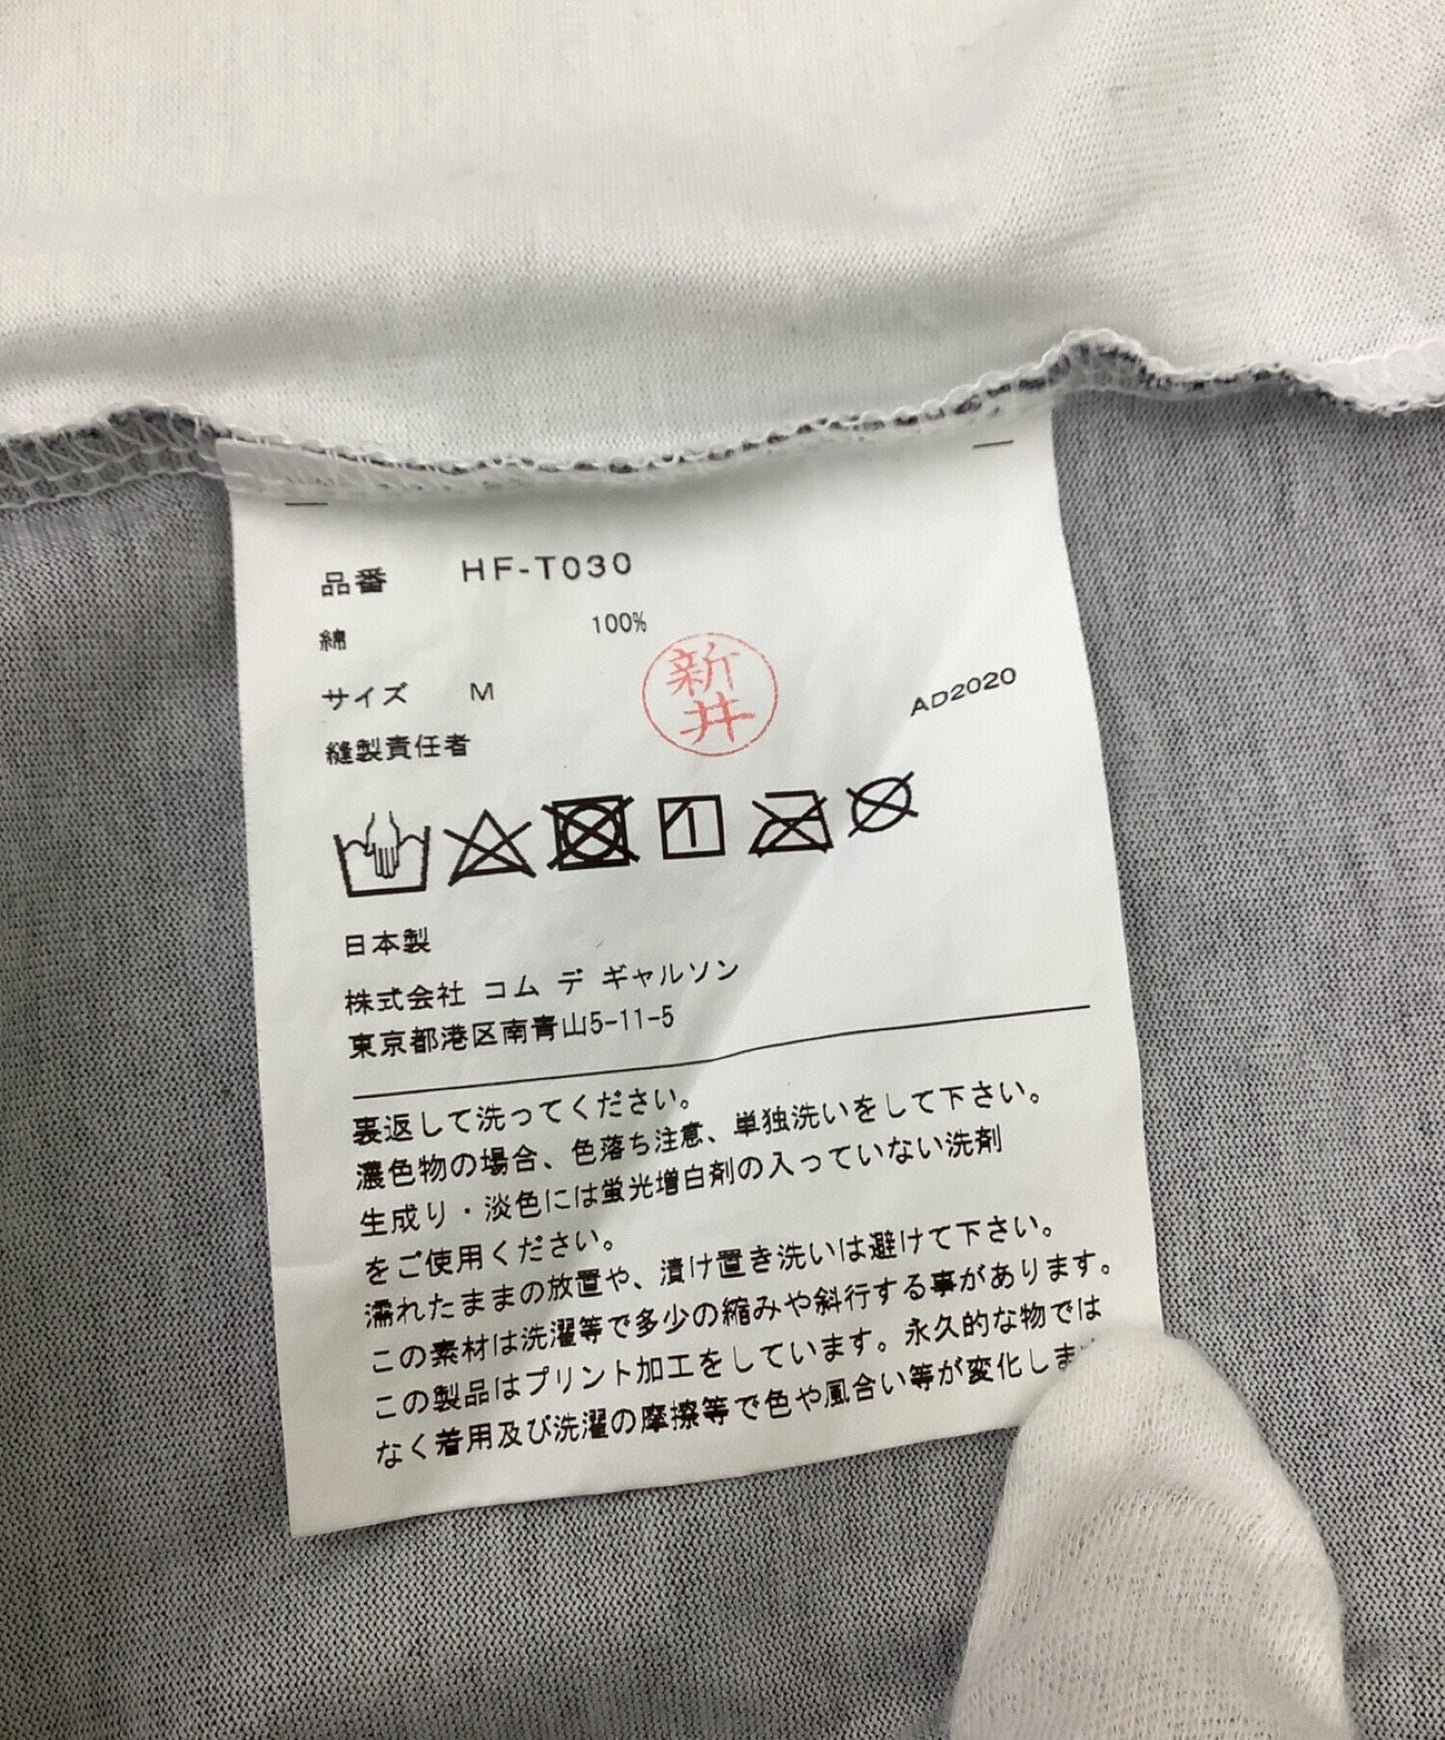 品番 HF-T030
綿 100%
サイズ M
新井
AD2020
縫製責任者
日本製
株式会社 コム デ ギャルソン
東京都港区南青山5-11-5
裏返して洗ってください。
濃色物の場合、色落ち注意、単独洗いをして下さい。
生成り・淡色には蛍光増白剤の入っていない洗剤
をご使用ください。
濡れたままの放置や、漬け置き洗いは避けて下さい。
この素材は洗濯等で多少の縮みや斜行する事があります。
この製品はプリント加工をしています。永久的な物では
なく着用及び洗濯の摩擦等で色や風合い等が変化しま